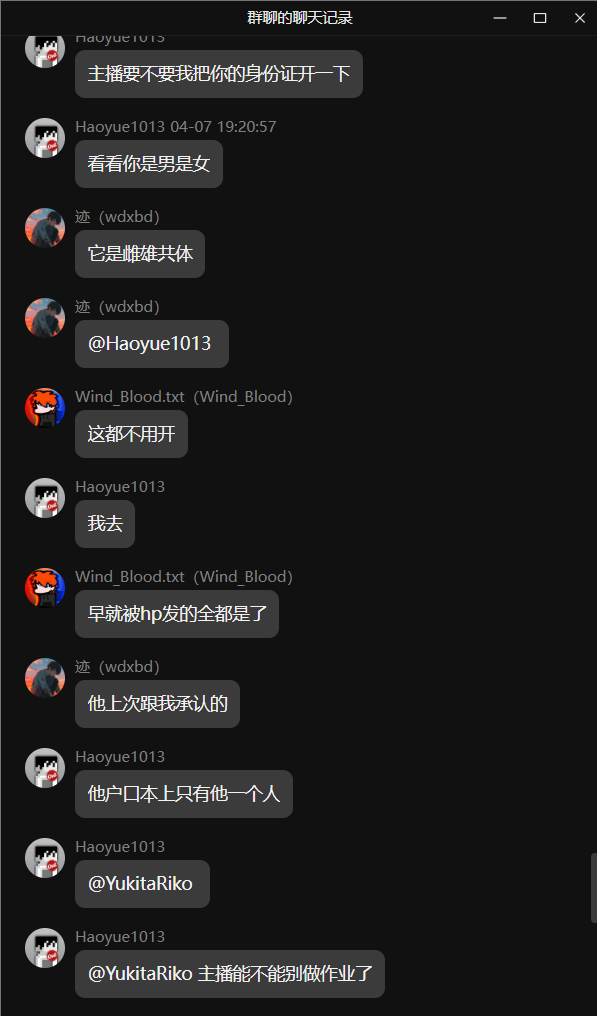 群聊的聊天记录
Haoyue1013
主播要不要我把你的身份证开一下
Haoyue1013 04-07 19:20:57
看看你是男是女
迹（wdxbd）
它是雌雄共体
迹（wdxbd）
@Haoyue1013
Wind_Blood.txt（Wind_Blood）
这都不用开
Haoyue1013
我去
Wind_Blood.txt（Wind_Blood）
早就被hp发的全都是了
迹（wdxbd）
他上次跟我承认的
Haoyue1013
他户口本上只有他一个人
Haoyue1013
@YukitaRiko
Haoyue1013
@YukitaRiko 主播能不能别做作业了